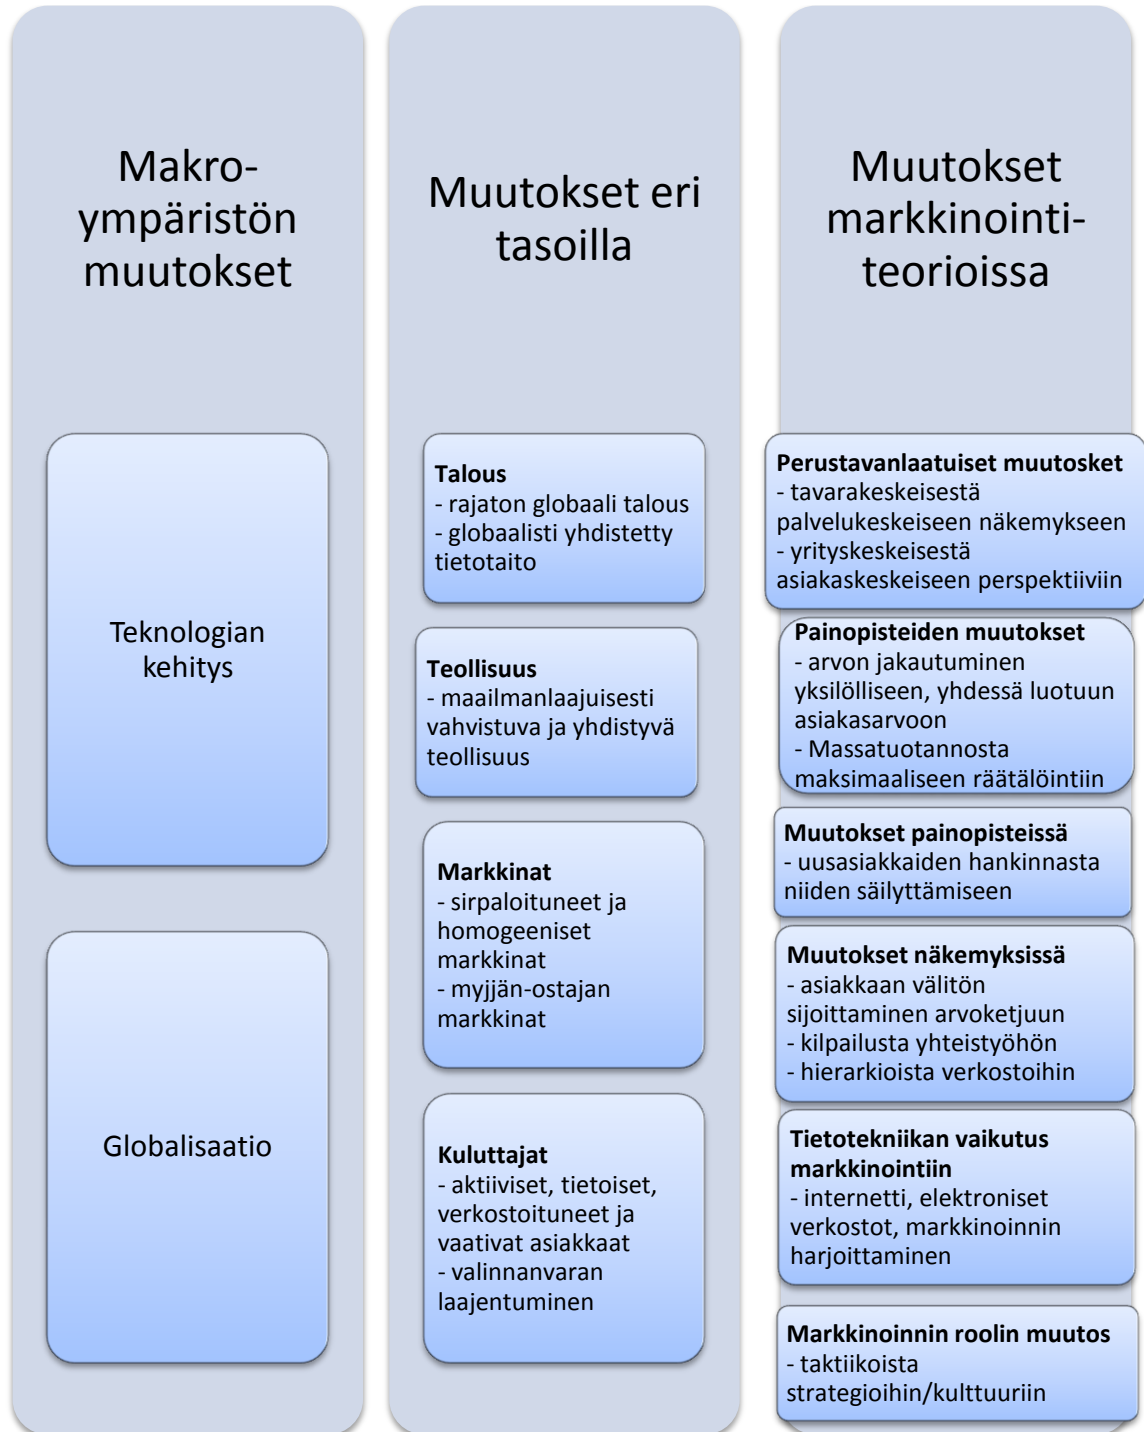 Makro-
ympäristön
muutokset
Teknologian
kehitys
Globalisaatio
Muutokset eri
tasoilla
Talous
- rajaton globaali talous
- globaalisti yhdistetty
tietotaito
Teollisuus
- maailmanlaajuisesti
vahvistuva ja yhdistyvä
teollisuus
Markkinat
- sirpaloituneet ja
homogeeniset
markkinat
- myjjän-ostajan
markkinat
Kuluttajat
- aktiiviset, tietoiset,
verkostoituneet ja
vaativat asiakkaat
- valinnanvaran
laajentuminen
Muutokset
markkinointi-
teorioissa
Perustavanlaatuiset muutosket
- tavarakeskeisestä
palvelukeskeiseen näkemykseen
- yrityskeskeisestä
asiakaskeskeiseen perspektiiviin
Painopisteiden muutokset
- arvon jakautuminen
yksilölliseen, yhdessä luotuun
asiakasarvoon
- Massatuotannosta
maksimaaliseen räätälöintiin
Muutokset painopisteissä
- uusasiakkaiden hankinnasta
niiden säilyttämiseen
Muutokset näkemyksissä
- asiakkaan välitön
sijoittaminen arvoketjuun
- kilpailusta yhteistyöhön
- hierarkioista verkostoihin
Tietotekniikan vaikutus
markkinointiin
- internetti, elektroniset
verkostot, markkinoinnin
harjoittaminen
Markkinoinnin roolin muutos
- taktiikoista
strategioihin/kulttuuriin